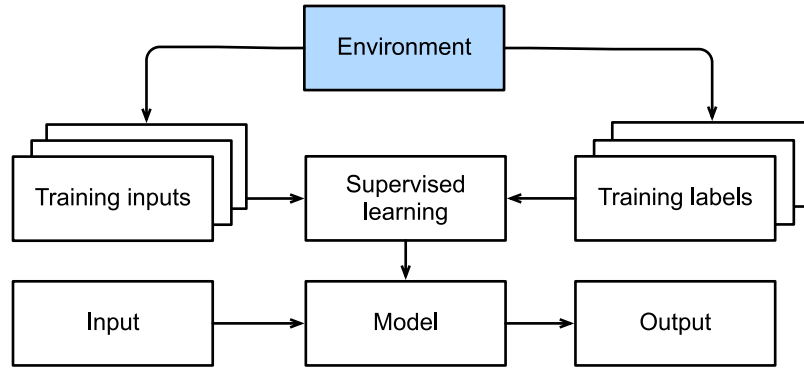 Environment
Training inputs
Supervised
learning
Training labels
Input
Model
Output